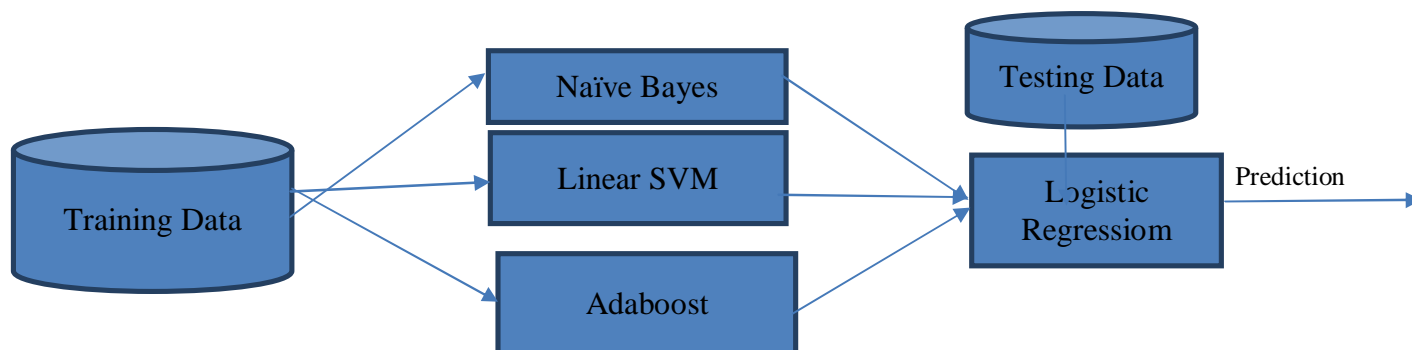 Training Data
Naïve Bayes
Linear SVM
Adaboost
Testing Data
Logistic
Regressiom
Prediction